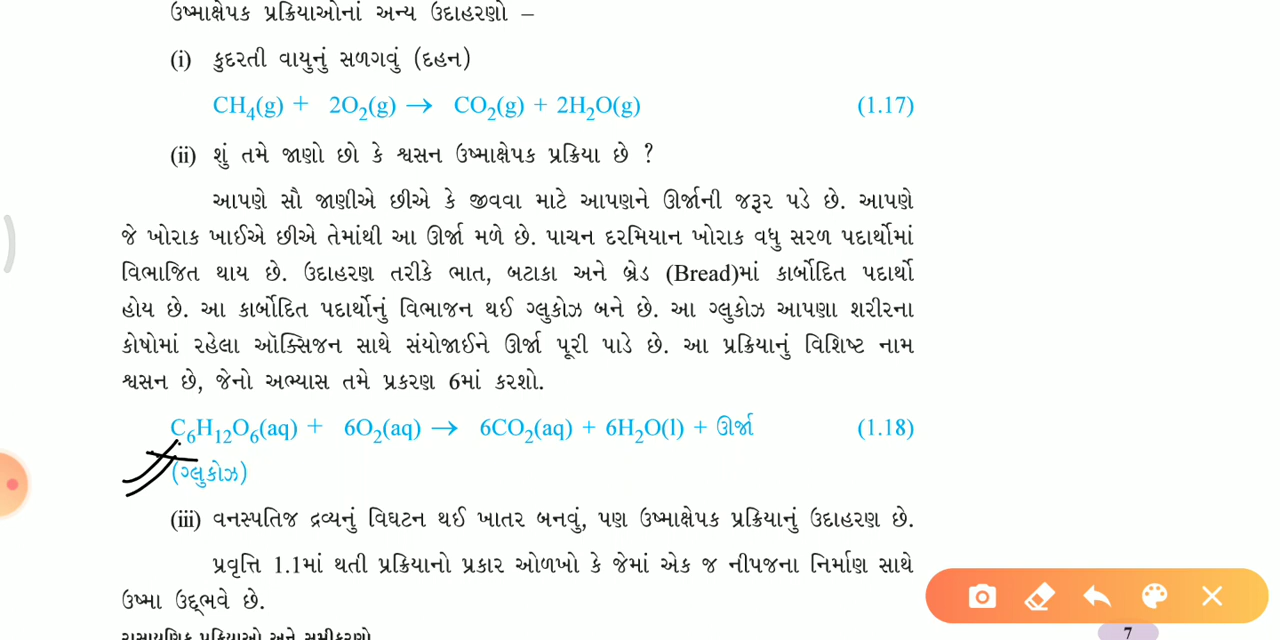 ઉષ્માક્ષેપક પ્રક્રિયાઓનાં અન્ય ઉદાહરણો –
(i) કુદરતી વાયુનું સળગવું (દહન)
CH₄(g) + 2O₂(g) → CO₂(g) + 2H₂O(g) (1.17)
(ii) શું તમે જાણો છો કે શ્વસન ઉષ્માક્ષેપક પ્રક્રિયા છે ?
આપણે સૌ જાણીએ છીએ કે જીવવા માટે આપણને ઊર્જાની જરૂર પડે છે. આપણે
જે ખોરાક ખાઈએ છીએ તેમાંથી આ ઊર્જા મળે છે. પાચન દરમિયાન ખોરાક વધુ સરળ પદાર્થોમાં
વિભાજિત થાય છે. ઉદાહરણ તરીકે ભાત, બટાકા અને બ્રેડ (Bread)માં કાર્બોદિત પદાર્થો
હોય છે. આ કાર્બોદિત પદાર્થોનું વિભાજન થઈ ગ્લુકોઝ બને છે. આ ગ્લુકોઝ આપણા શરીરના
કોષોમાં રહેલા ઑક્સિજન સાથે સંયોજાઈને ઊર્જા પૂરી પાડે છે. આ પ્રક્રિયાનું વિશિષ્ટ નામ
શ્વસન છે, જેનો અભ્યાસ તમે પ્રકરણ 6માં કરશો.
C₆H₁₂O₆(aq) + 6O₂(aq) → 6CO₂(aq) + 6H₂O(l) + ઊર્જા (1.18)
(ગ્લુકોઝ)
(iii) વનસ્પતિજ દ્રવ્યનું વિઘટન થઈ ખાતર બનવું, પણ ઉષ્માક્ષેપક પ્રક્રિયાનું ઉદાહરણ છે.
પ્રવૃત્તિ 1.1માં થતી પ્રક્રિયાનો પ્રકાર ઓળખો કે જેમાં એક જ નીપજના નિર્માણ સાથે
ઉષ્મા ઉદ્ભવે છે.
રાસાયણિક પ્રક્રિયાઓ અને સમીકરણો
7